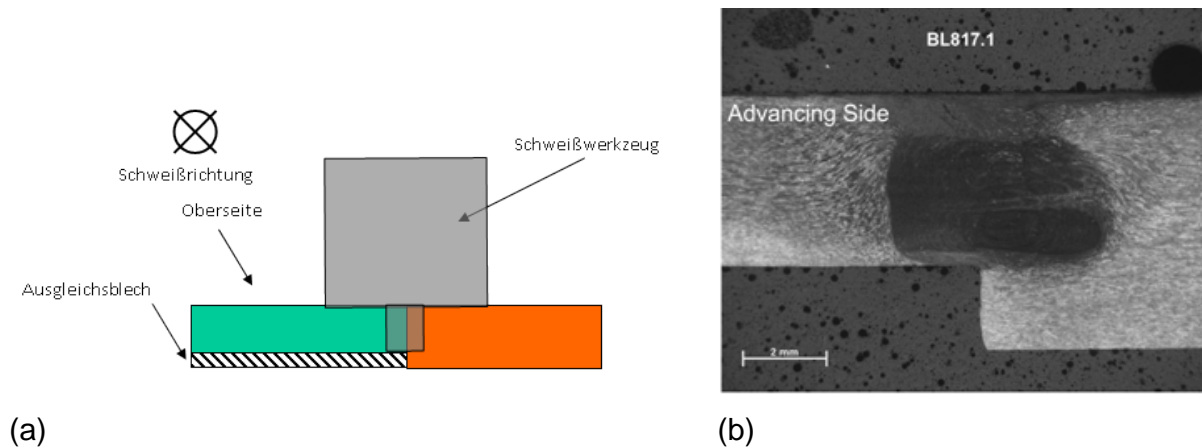 Schweißrichtung
Oberseite
Ausgleichsblech
Schweißwerkzeug
(a)
BL817.1
Advancing Side
2 mm
(b)